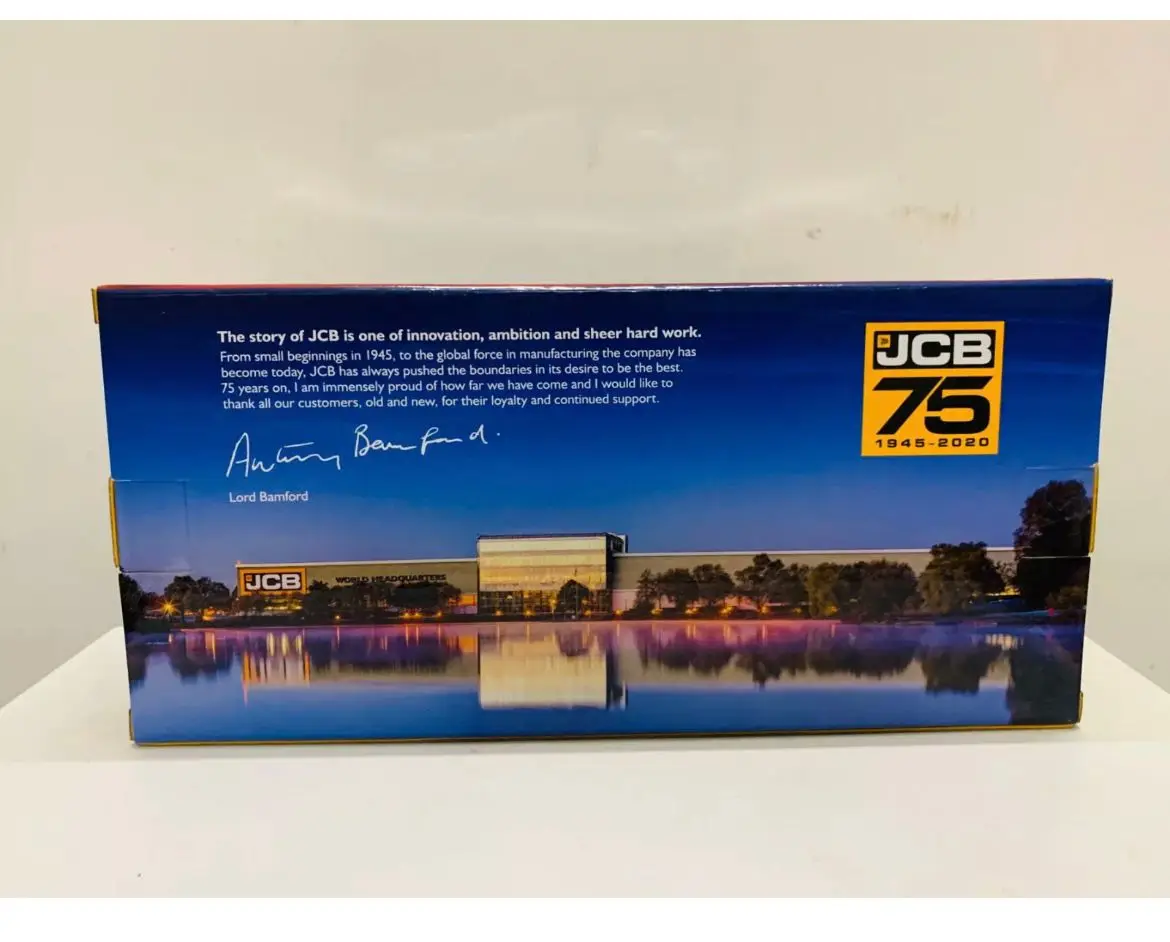 The story of JCB is one of innovation, ambition and sheer hard work.
From small beginnings in 1945, to the global force in manufacturing the company has
become today, JCB has always pushed the boundaries in its desire to be the best.
75 years on, I am immensely proud of how far we have come and I would like to
thank all our customers, old and new, for their loyalty and continued support.
Antony Bamford.
Lord Bamford
JCB
75
1945-2020
JCB
WORLD HEADQUARTERS